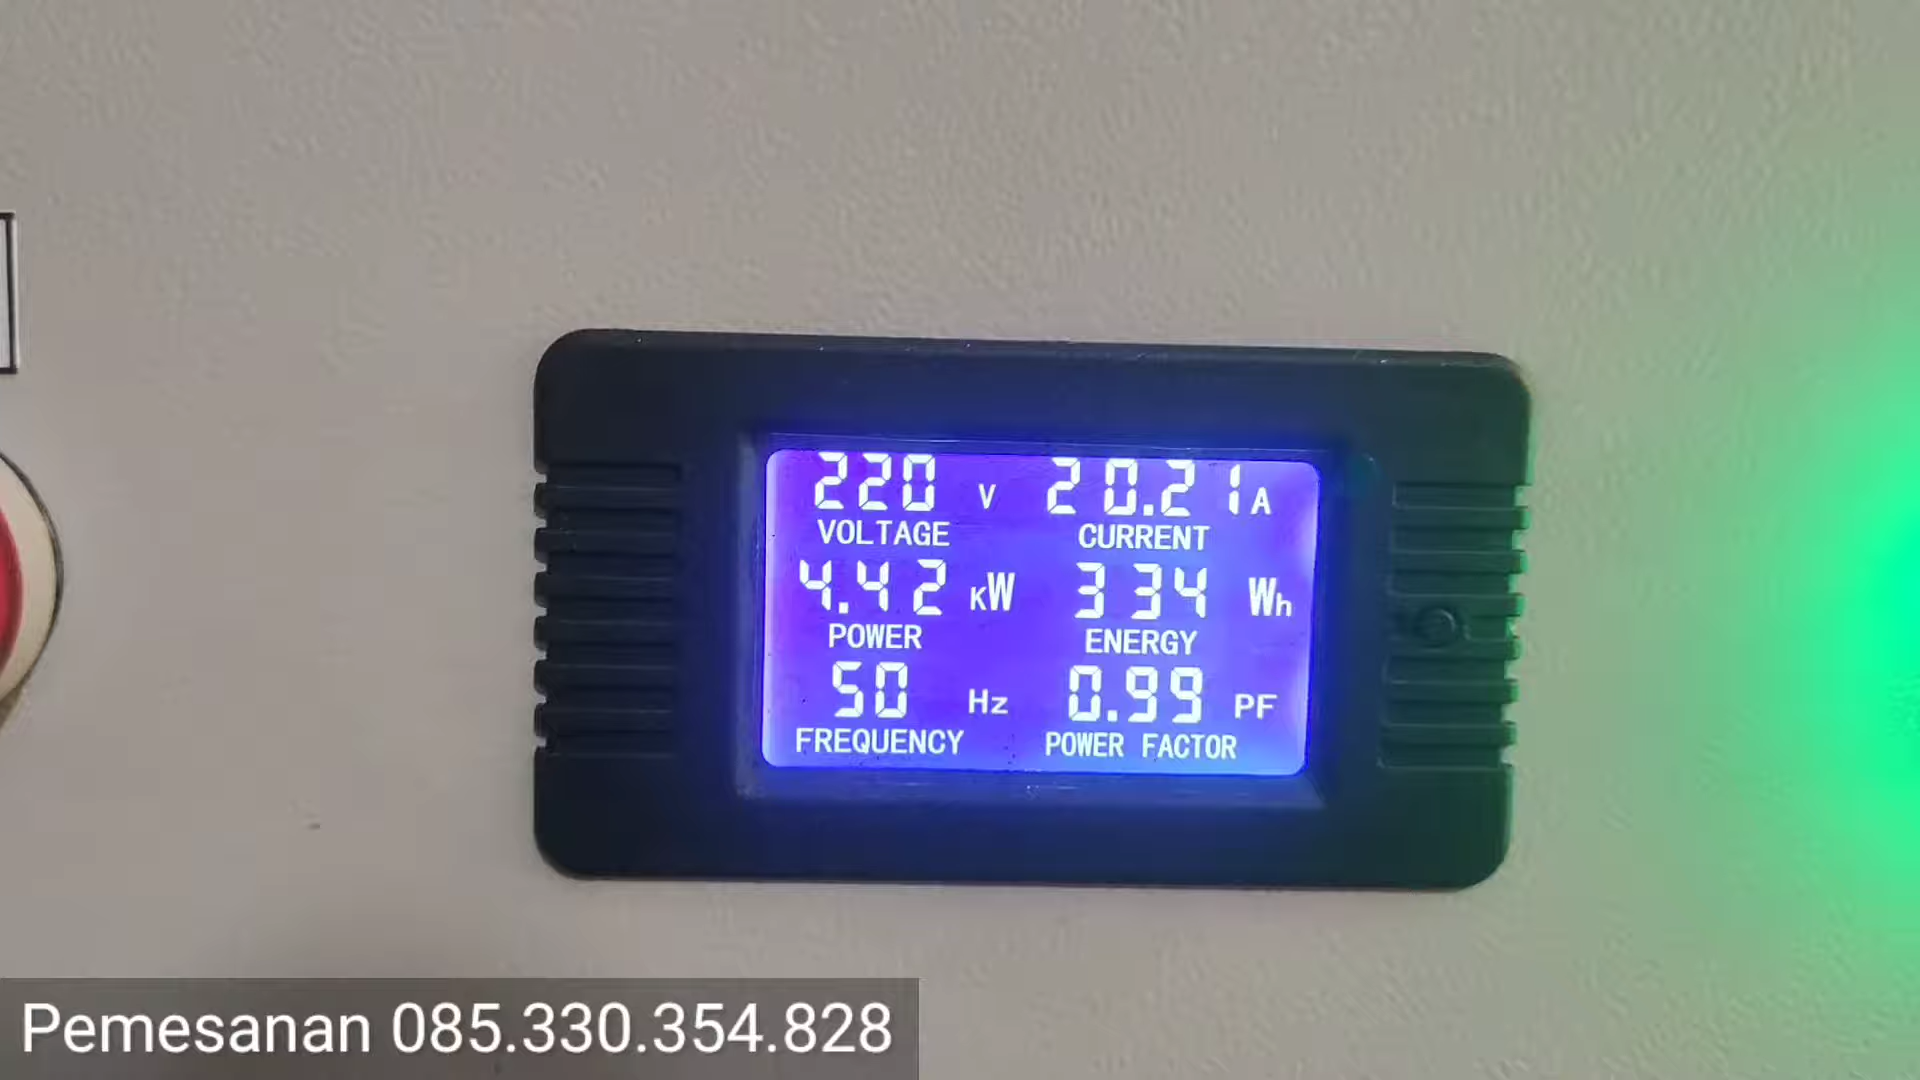 220 V 20.21 A
VOLTAGE CURRENT
4.42 KW 334 Wh
POWER ENERGY
50 Hz 0.99 PF
FREQUENCY POWER FACTOR
Pemesanan 085.330.354.828